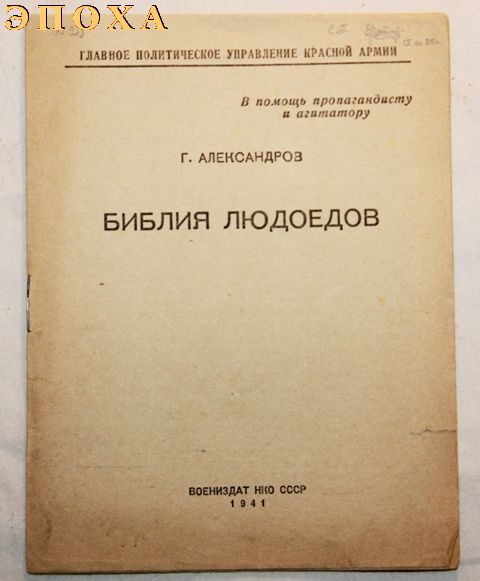 ЭПОХА
ГЛАВНОЕ ПОЛИТИЧЕСКОЕ УПРАВЛЕНИЕ КРАСНОЙ АРМИИ
В помощь пропагандисту
и агитатору
Г. АЛЕКСАНДРОВ
БИБЛИЯ ЛЮДОЕДОВ
ВОЕНИЗДАТ НКО СССР
1941